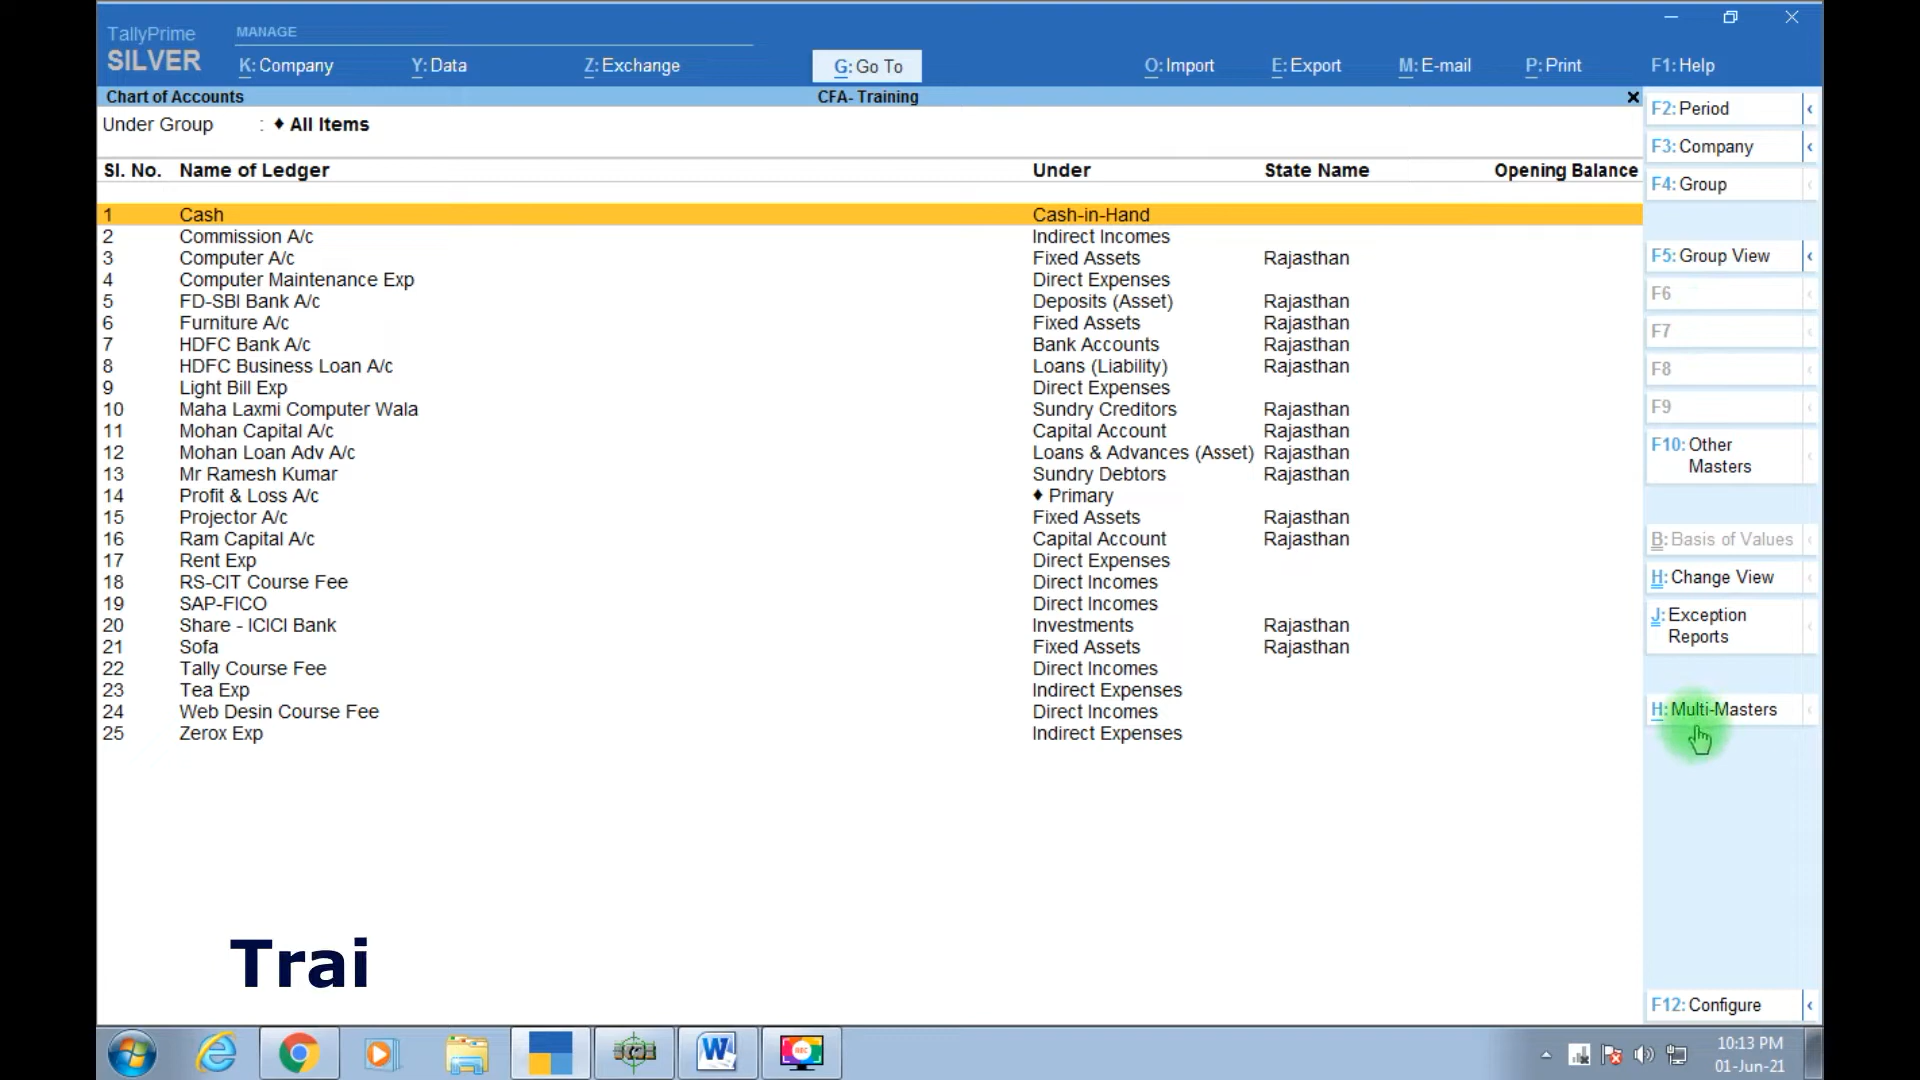 TallyPrime
SILVER
MANAGE
K: Company Y: Data Z: Exchange G: Go To O: Import E: Export M: E-mail P: Print F1: Help
Chart of Accounts CFA- Training
Under Group : ♦ All Items
Sl. No. Name of Ledger Under State Name Opening Balance
1 Cash Cash-in-Hand
2 Commission A/c Indirect Incomes
3 Computer A/c Fixed Assets Rajasthan
4 Computer Maintenance Exp Direct Expenses
5 FD-SBI Bank A/c Deposits (Asset) Rajasthan
6 Furniture A/c Fixed Assets Rajasthan
7 HDFC Bank A/c Bank Accounts Rajasthan
8 HDFC Business Loan A/c Loans (Liability) Rajasthan
9 Light Bill Exp Direct Expenses
10 Maha Laxmi Computer Wala Sundry Creditors Rajasthan
11 Mohan Capital A/c Capital Account Rajasthan
12 Mohan Loan Adv A/c Loans & Advances (Asset) Rajasthan
13 Mr Ramesh Kumar Sundry Debtors Rajasthan
14 Profit & Loss A/c ♦ Primary
15 Projector A/c Fixed Assets Rajasthan
16 Ram Capital A/c Capital Account Rajasthan
17 Rent Exp Direct Expenses
18 RS-CIT Course Fee Direct Incomes
19 SAP-FICO Direct Incomes
20 Share - ICICI Bank Investments Rajasthan
21 Sofa Fixed Assets Rajasthan
22 Tally Course Fee Direct Incomes
23 Tea Exp Indirect Expenses
24 Web Desin Course Fee Direct Incomes
25 Zerox Exp Indirect Expenses
F2: Period
F3: Company
F4: Group
F5: Group View
F6
F7
F8
F9
F10: Other
Masters
B: Basis of Values
H: Change View
J: Exception
Reports
H: Multi-Masters
F12: Configure
Trai
10:13 PM
01-Jun-21